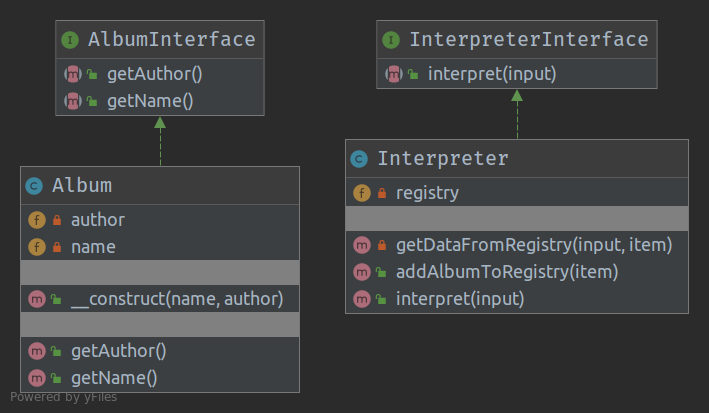 AlbumInterface
getAuthor()
getName()
Album
author
name
__construct(name, author)
getAuthor()
getName()
InterpreterInterface
interpret(input)
Interpreter
registry
getDataFromRegistry(input, item)
addAlbumToRegistry(item)
interpret(input)
Powered by yFiles